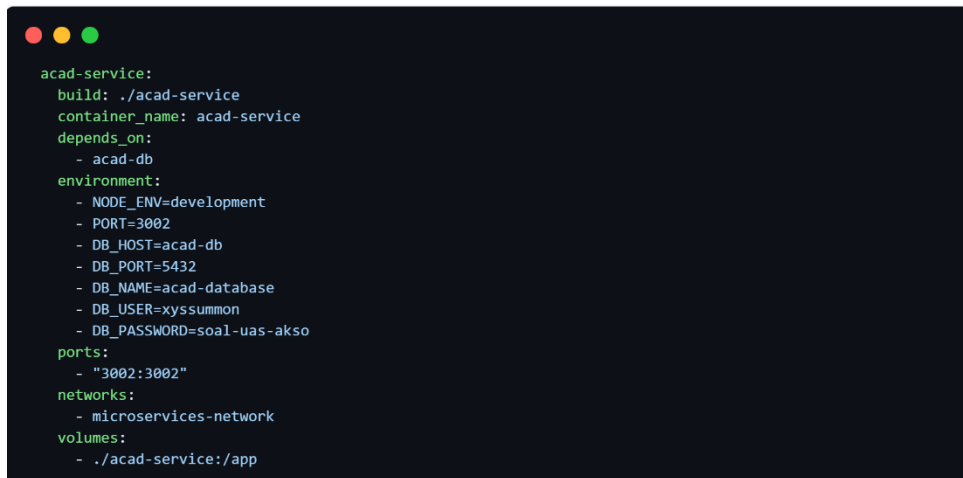 acad-service:
build: ./acad-service
container_name: acad-service
depends_on:
- acad-db
environment:
- NODE_ENV=development
- PORT=3002
- DB_HOST=acad-db
- DB_PORT=5432
- DB_NAME=acad-database
- DB_USER=xyssummon
- DB_PASSWORD=soal-uas-akso
ports:
- "3002:3002"
networks:
- microservices-network
volumes:
- ./acad-service:/app